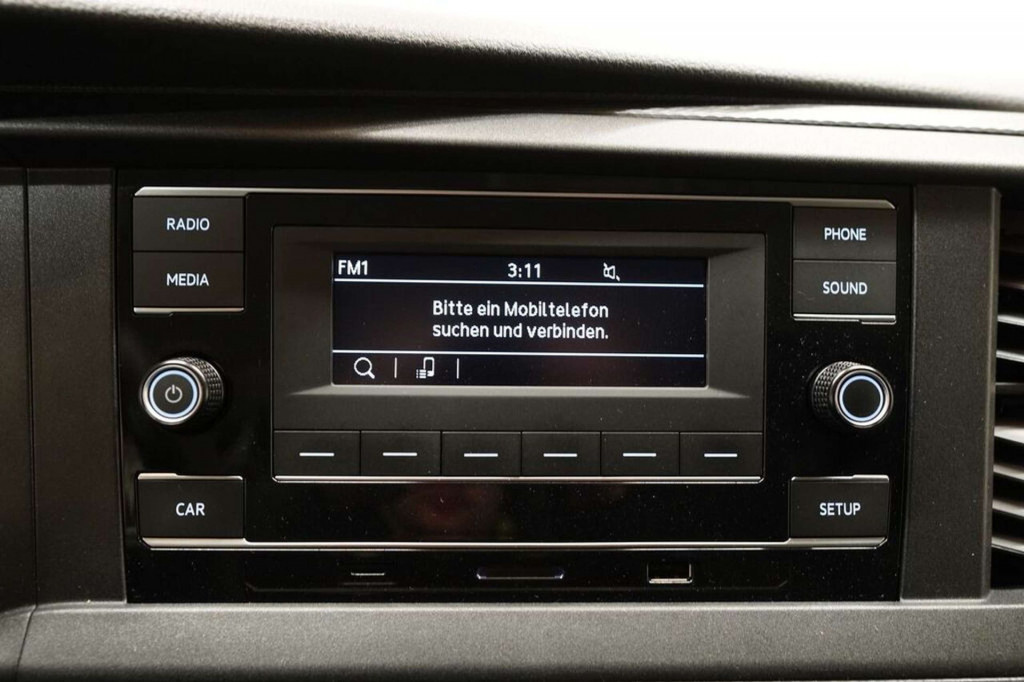 RADIO
MEDIA
FM1 3:11
Bitte ein Mobiltelefon
suchen und verbinden.
PHONE
SOUND
CAR
SETUP